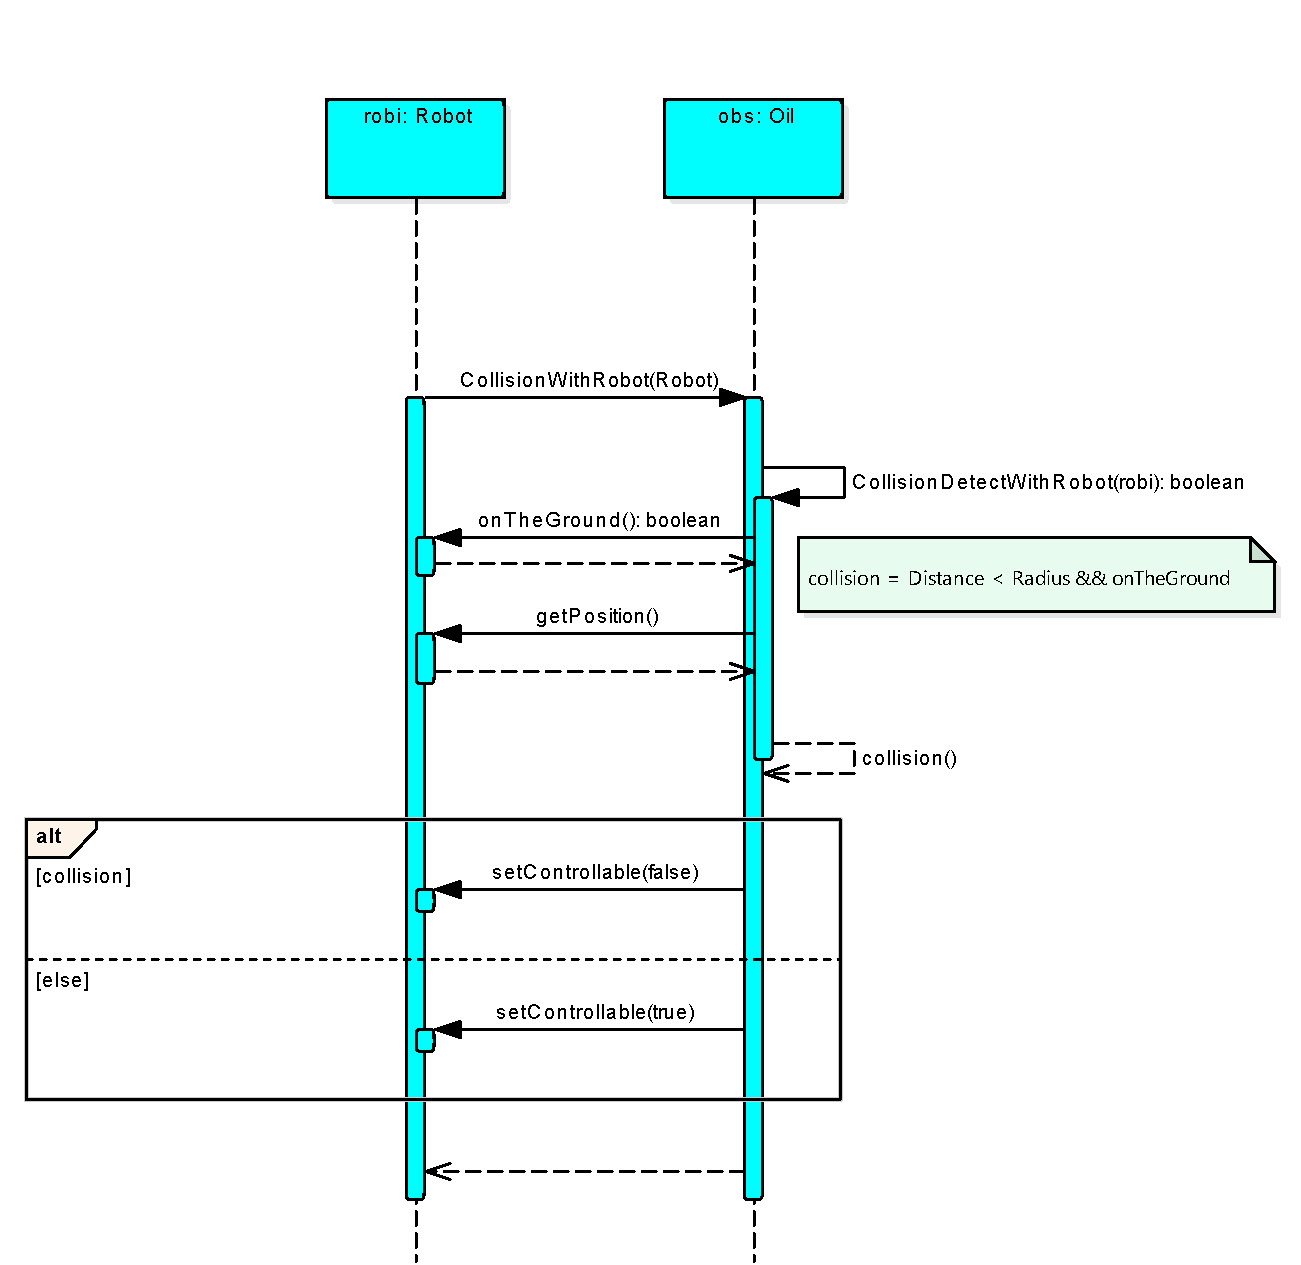 robi: Robot
obs: Oil
CollisionWithRobot(Robot)
CollisionDetectWithRobot(robi): boolean
onTheGround(): boolean
collision = Distance < Radius && onTheGround
getPosition()
collision()
alt
[collision]
setControllable(false)
[else]
setControllable(true)